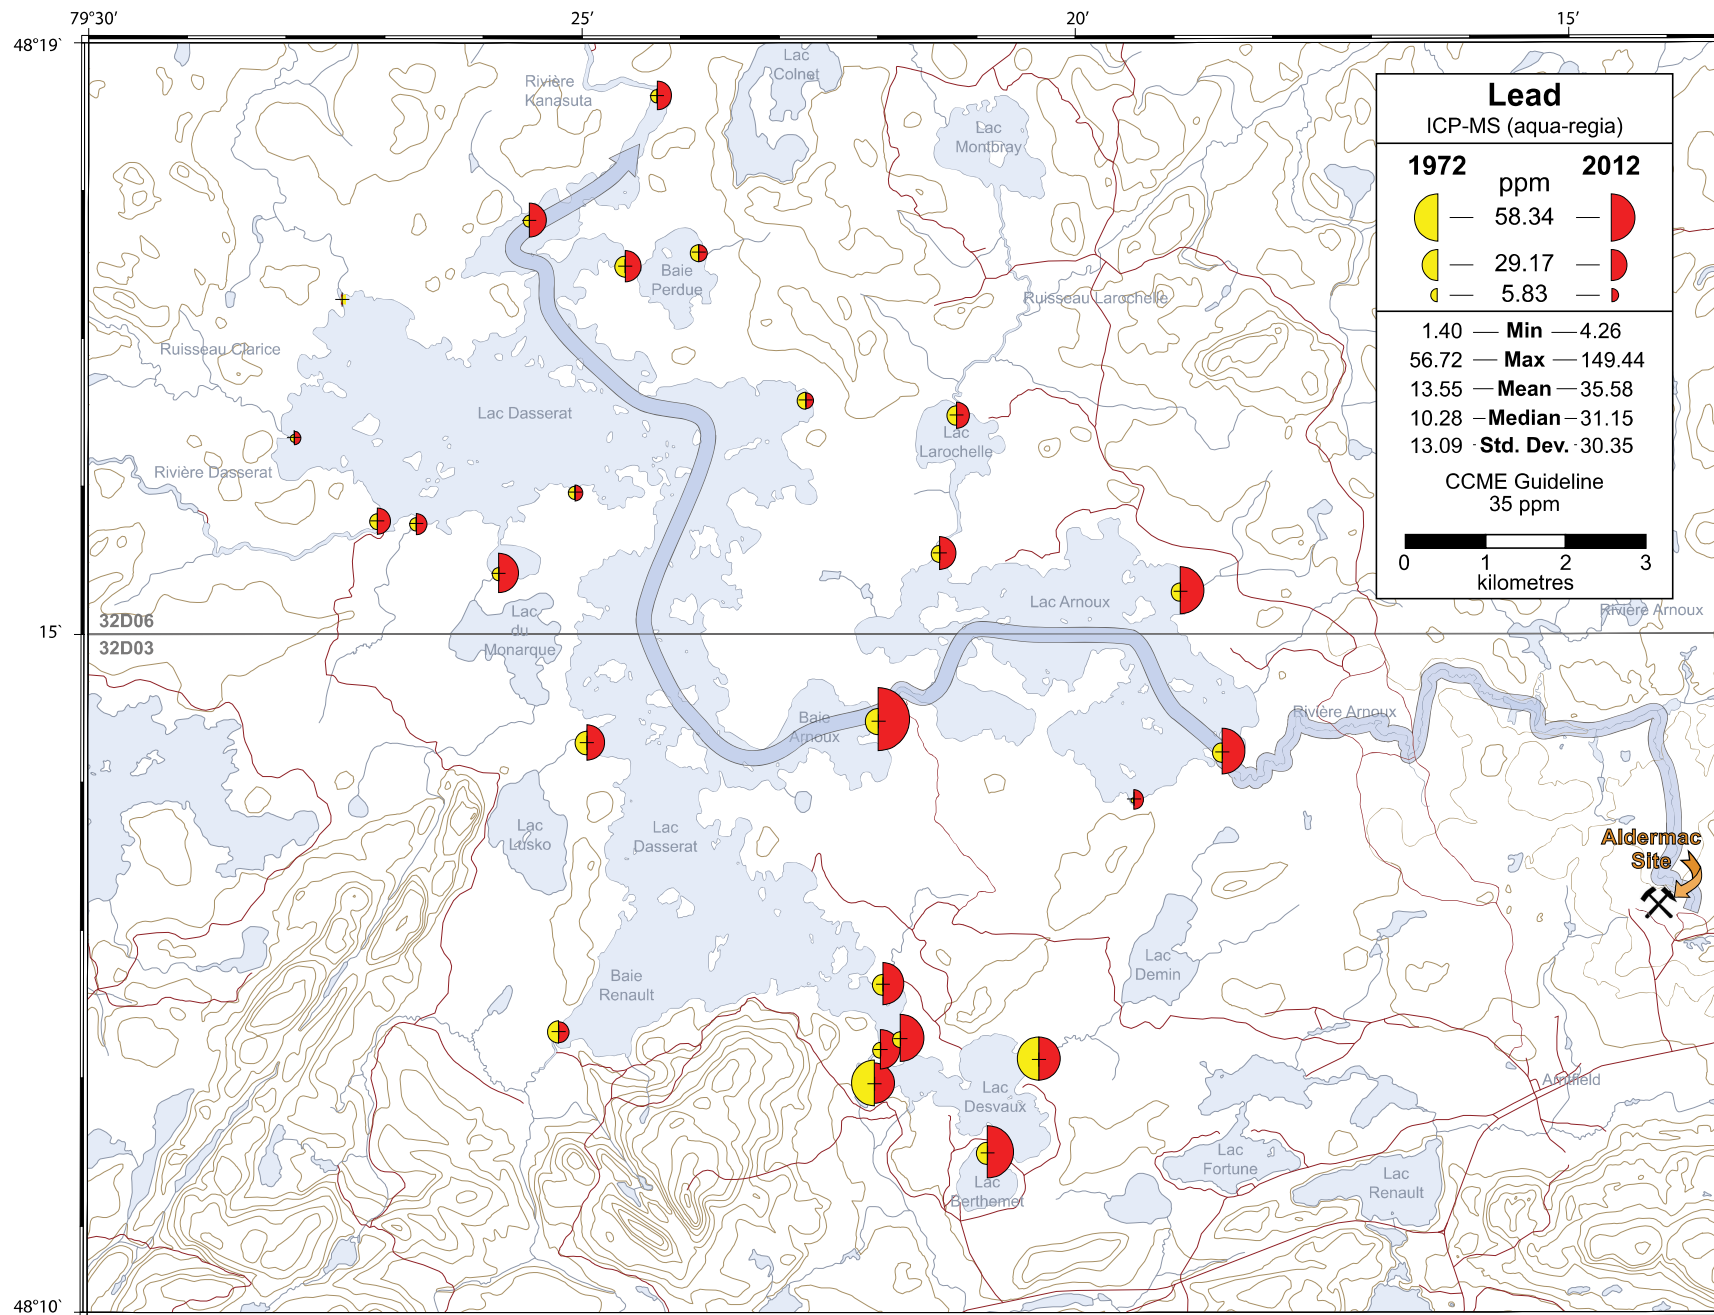 79°30′
25′
20′
15′
48°19`
Lac
Colnet
Rivière
Kanasuta
Lac
Montbray
Lead
ICP-MS (aqua-regia)
1972
2012
ppm
58.34
29.17
5.83
1.40 — Min — 4.26
56.72 — Max — 149.44
13.55 — Mean — 35.58
10.28 — Median — 31.15
13.09 - Std. Dev. - 30.35
CCME Guideline
35 ppm
0 1 2 3
kilometres
Baie
Perdue
Ruisseau Larochelle
Ruisseau Clarice
Lac Dasserat
Lac
Larochelle
Rivière Dasserat
Lac Arnoux
Rivière Arnoux
Lac
du
Monarque
32D06
15`
32D03
Baie
Arnoux
Rivière Arnoux
Lac
Lusko
Lac
Dasserat
Aldermac
Site
Lac
Demin
Baie
Renault
Arntfield
Lac
Desvaux
Lac
Fortune
Lac
Renault
Lac
Berthemet
48°10`